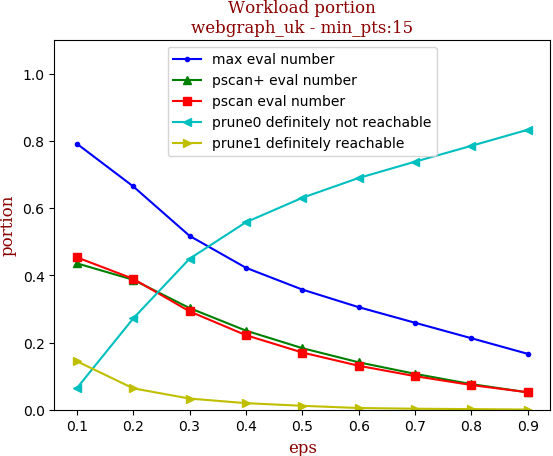 Workload portion
webgraph_uk - min_pts:15
max eval number
pscan+ eval number
pscan eval number
prune0 definitely not reachable
prune1 definitely reachable
portion
1.0
0.8
0.6
0.4
0.2
0.0
0.1 0.2 0.3 0.4 0.5 0.6 0.7 0.8 0.9
eps